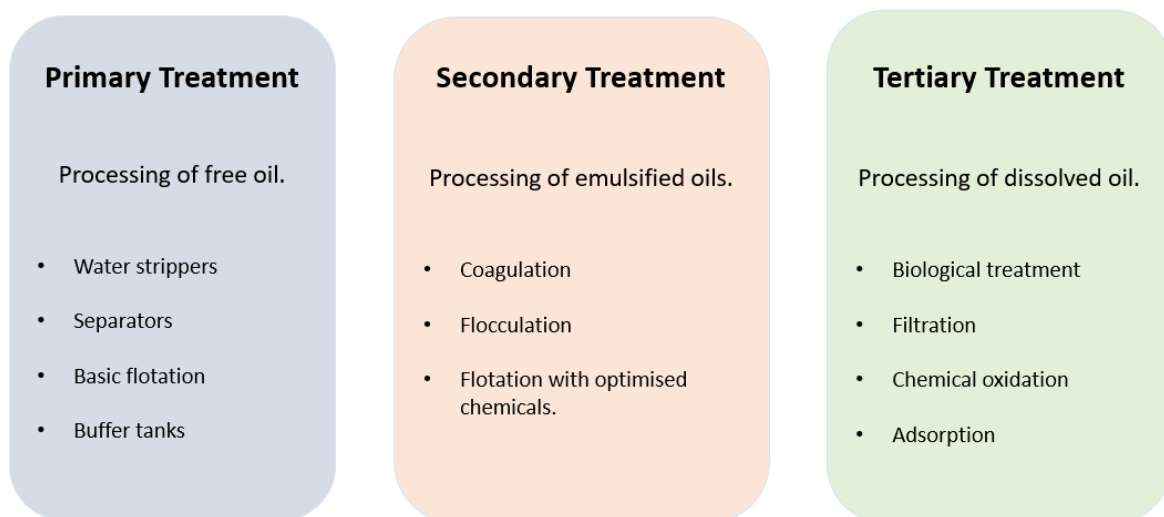 Primary Treatment
Processing of free oil.
• Water strippers
• Separators
• Basic flotation
• Buffer tanks
Secondary Treatment
Processing of emulsified oils.
• Coagulation
• Flocculation
• Flotation with optimised
chemicals.
Tertiary Treatment
Processing of dissolved oil.
• Biological treatment
• Filtration
• Chemical oxidation
• Adsorption